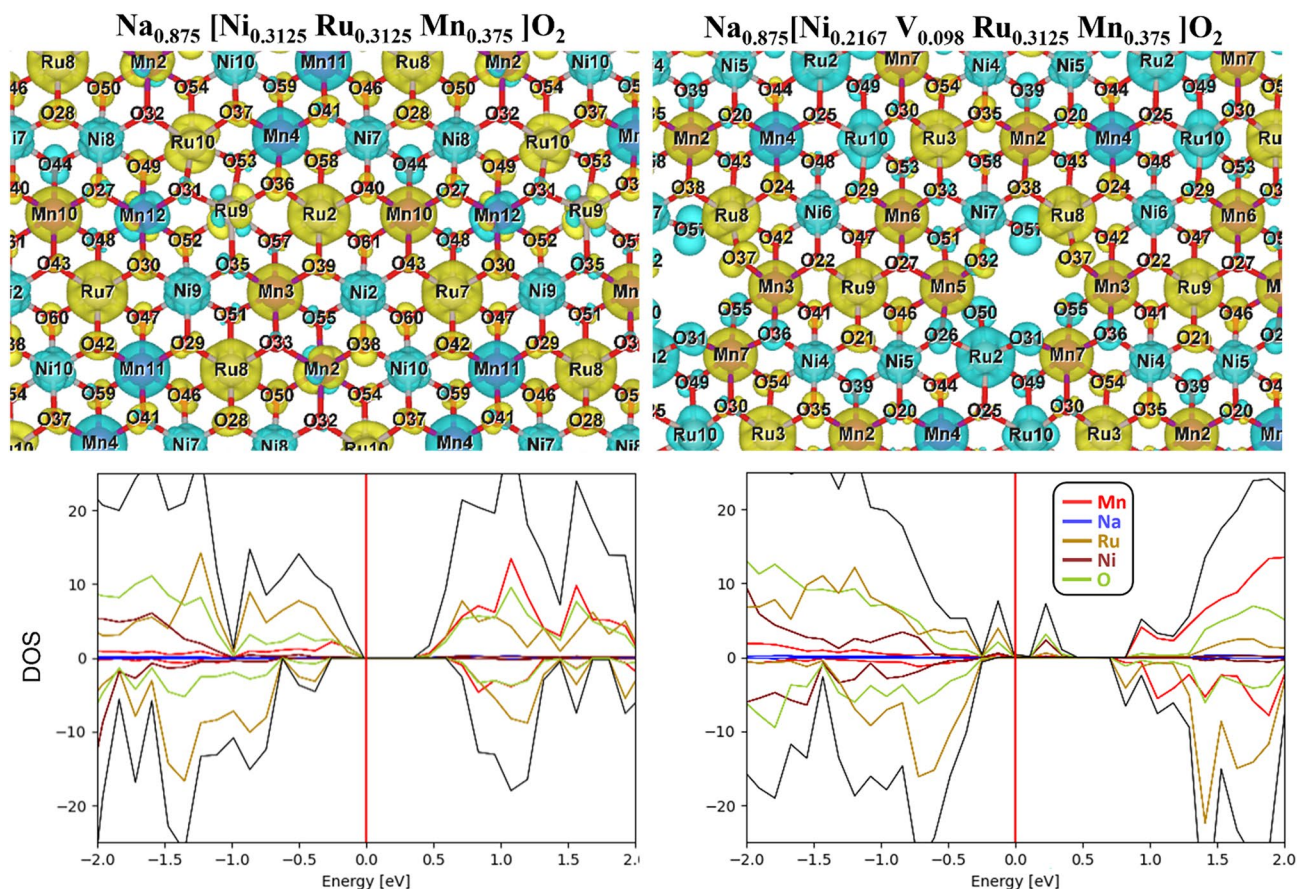 Na0.875 [Ni0.3125 Ru0.3125 Mn0.375 ]O2
Ru8 Mn2 Ni10 Mn11 Ru8 Mn2 Ni10
46 O50 O54 O59 O46 O50 O54 O59
O28 O32 O37 O41 O28 O32 O37
Ni8 Ru10 Mn4 Ni7 Ni8 Ru10
O44 O49 O53 O58 O44 O49 O53
40 O27 O31 O36 O40 O27 O31
Mn10 Mn12 Ru9 Ru2 Mn10 Mn12 Ru9
61 O48 O52 O57 O61 O48 O52
O43 O30 O35 O39 O43 O30 O35
Ni2 Ru7 Ni9 Mn3 Ni2 Ru7 Ni9
O60 O47 O51 O55 O60 O47 O51
38 O42 O29 O33 O38 O42 O29
Ni10 Mn11 Ru8 Mn2 Ni10 Mn11 Ru8
54 O59 O46 O54 O59 O46
O37 O41 O28 O32 O37 O41 O28
Mn4 Ni7 Ni8 Ru10 Mn4 Ni7
Na0.875[Ni0.2167 V0.098 Ru0.3125 Mn0.375 ]O2
Ni5 Ru2 Mn7 Ni4 Ni5 Ru2 Mn7
O39 O44 O49 O54 O39 O44 O49
O20 O25 O30 O35 O20 O25 O30
Mn2 Mn4 Ru10 Ru3 Mn2 Mn4 Ru10
58 O43 O48 O53 O58 O43 O48
O38 O24 O29 O33 O38 O24 O29
Ru8 Ni6 Mn6 Ni7 Ru8 Ni6 Mn6
O57 O42 O47 O51 O57 O42 O47
O37 O22 O27 O32 O37 O22 O27
Mn3 Ru9 Mn5 Mn3 Ru9
O55 O41 O46 O50 O55 O41 O46
O31 O36 O21 O26 O31 O36 O21
Mn7 Ni4 Ni5 Ru2 Mn7 Ni4 Ni5
O49 O54 O39 O44 O49 O54 O39
O30 O35 O20 O25 O30 O35 O20
Ru10 Ru3 Mn2 Mn4 Ru10 Ru3 Mn2
DOS
20
10
0
−10
−20
−2.0 −1.5 −1.0 −0.5 0.0 0.5 1.0 1.5 2.0
Energy [eV]
Mn
Na
Ru
Ni
O
20
10
0
−10
−20
−2.0 −1.5 −1.0 −0.5 0.0 0.5 1.0 1.5 2.0
Energy [eV]